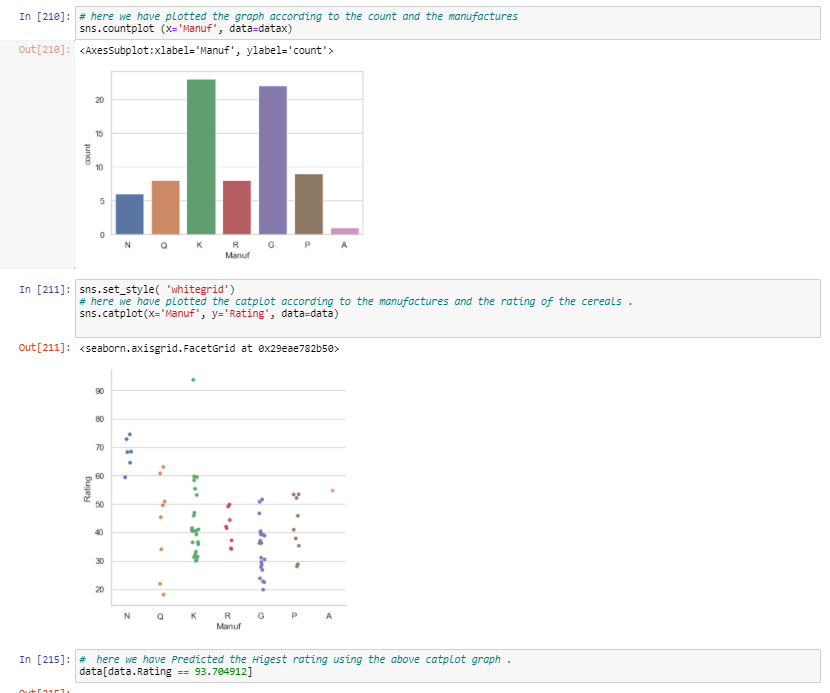 In [210]: # here we have plotted the graph according to the count and the manufactures
sns.countplot (x='Manuf', data=datax)
Out[210]: <AxesSubplot:xlabel='Manuf', ylabel='count'>
20
15
10
5
0
count
N Q K R G P A
Manuf
In [211]: sns.set_style( 'whitegrid')
# here we have plotted the catplot according to the manufactures and the rating of the cereals .
sns.catplot(x='Manuf', y='Rating', data=data)
Out[211]: <seaborn.axisgrid.FacetGrid at 0x29eae782b50>
90
80
70
60
50
40
30
20
Rating
N Q K R G P A
Manuf
In [215]: # here we have Predicted the Higest rating using the above catplot graph .
data[data.Rating == 93.704912]
Out[215]: